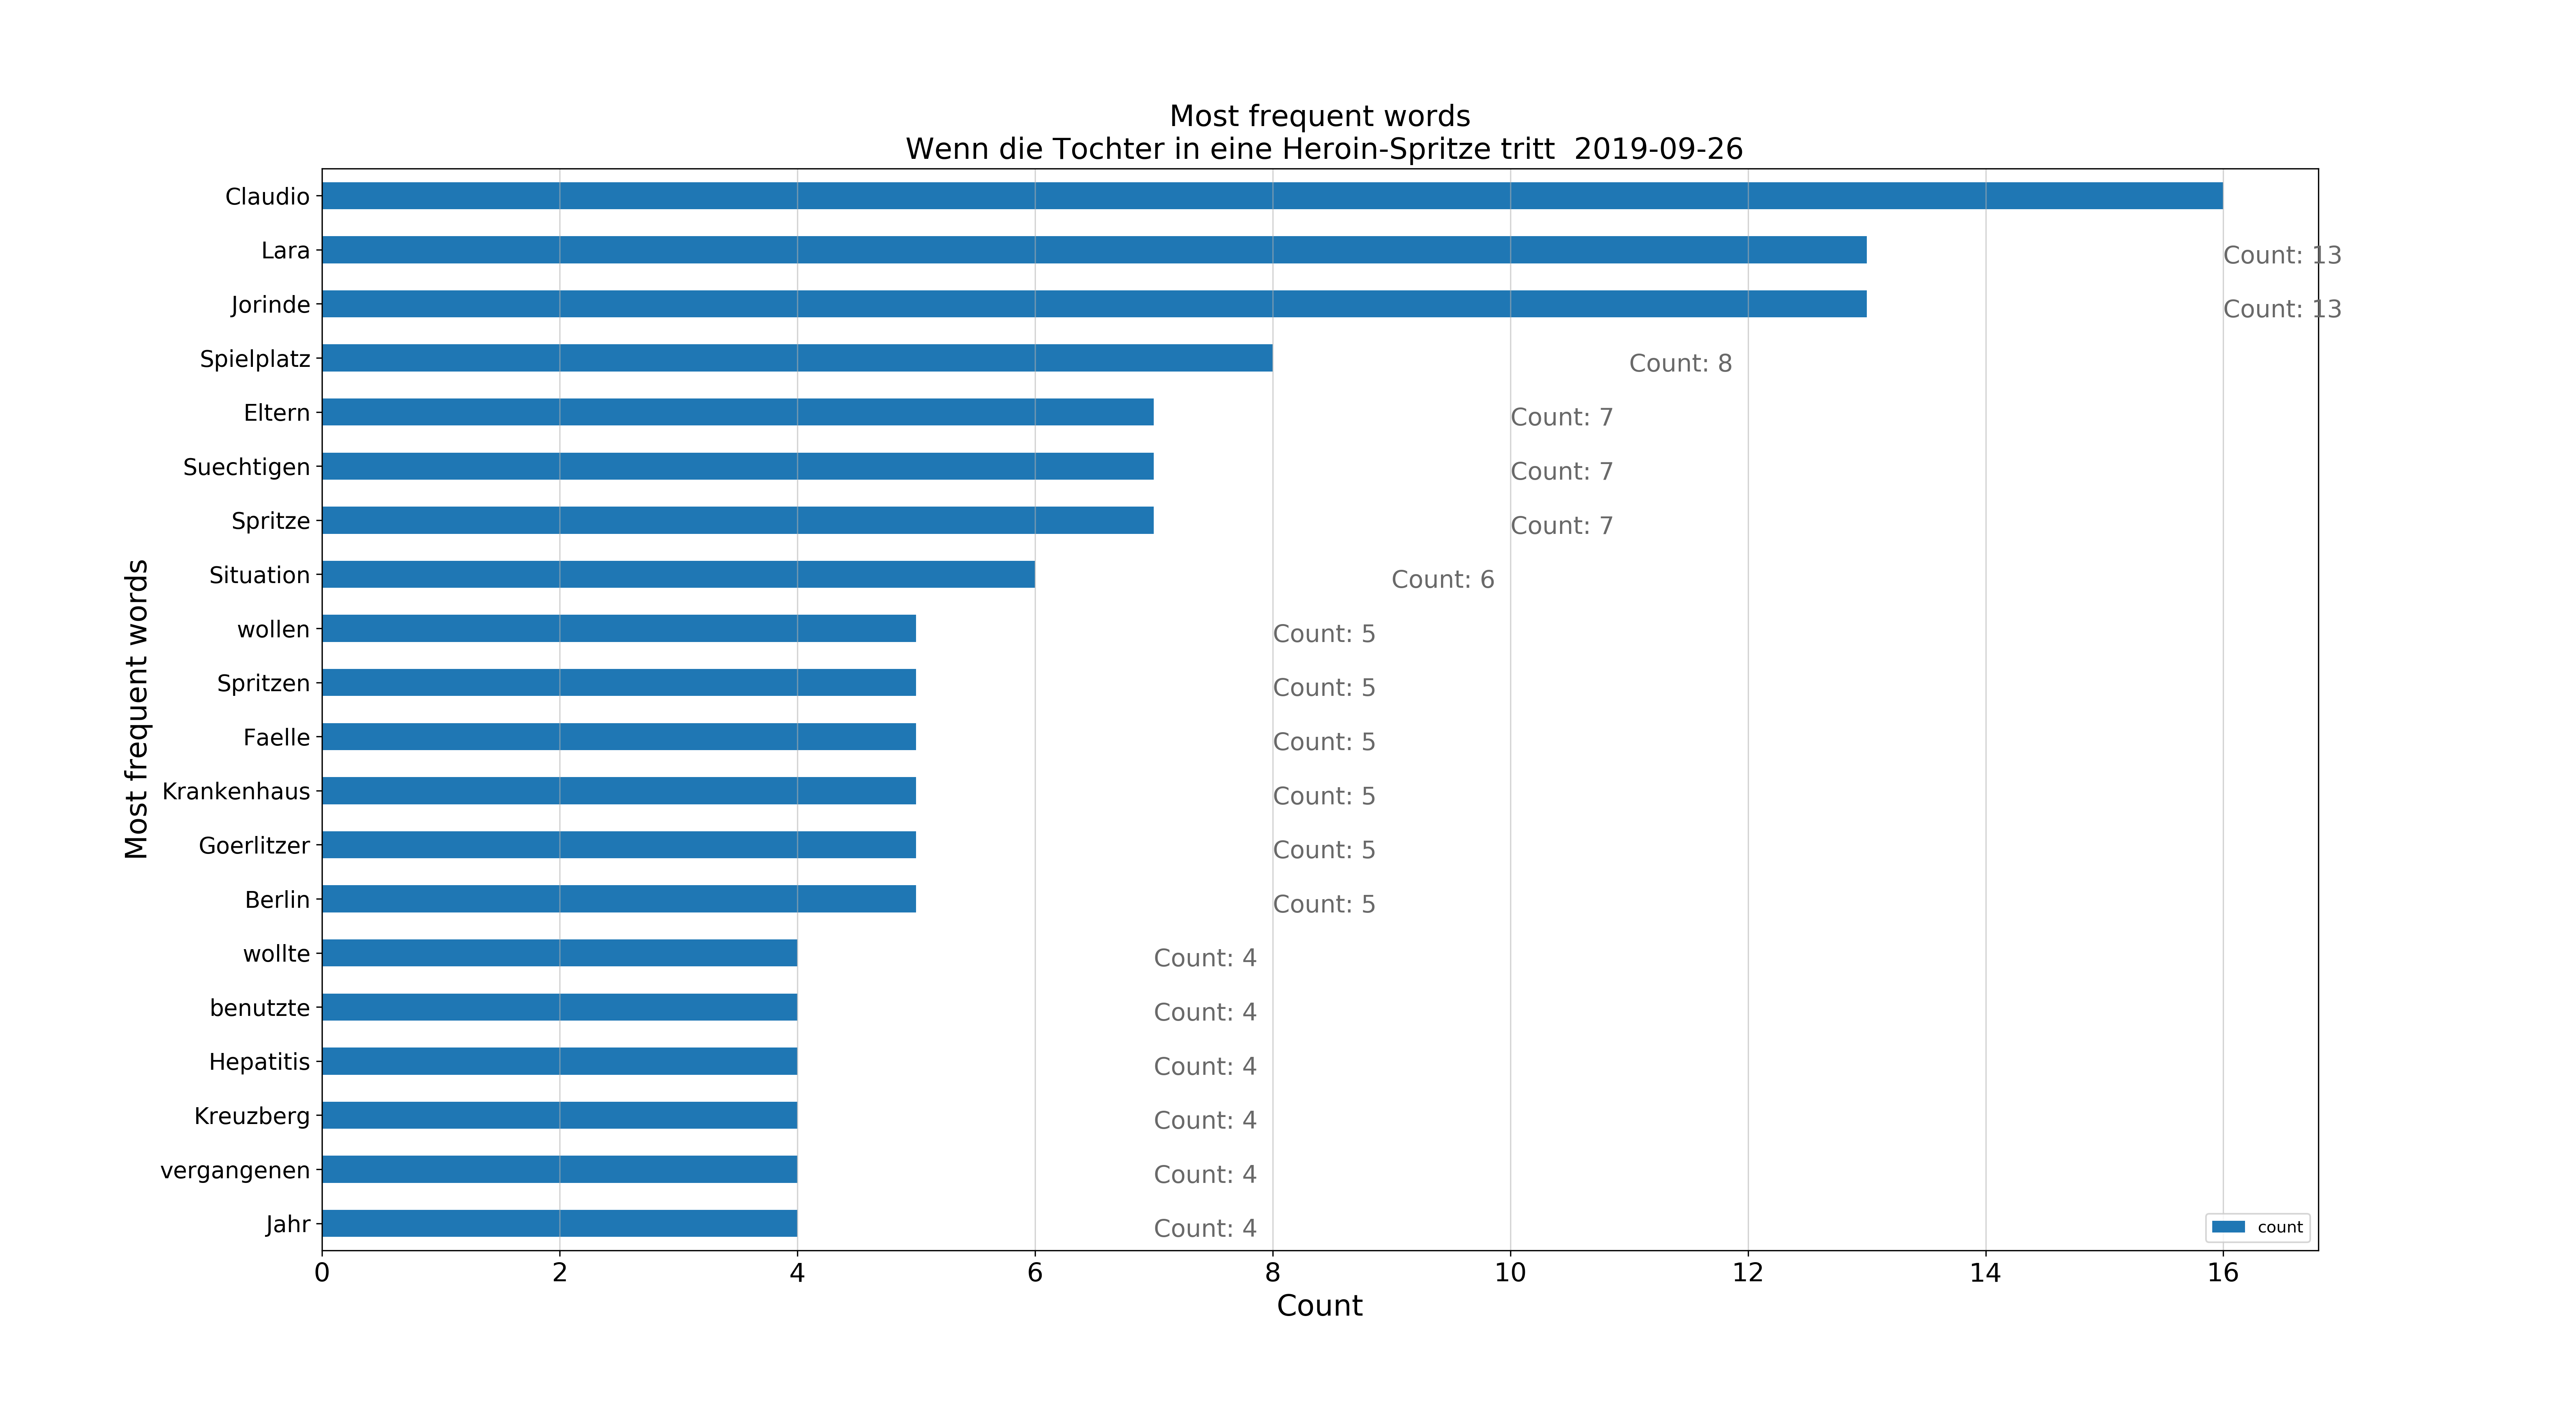 Most frequent words
Wenn die Tochter in eine Heroin-Spritze tritt  2019-09-26
Most frequent words
Claudio
Lara Count: 13
Jorinde Count: 13
Spielplatz Count: 8
Eltern Count: 7
Suechtigen Count: 7
Spritze Count: 7
Situation Count: 6
wollen Count: 5
Spritzen Count: 5
Faelle Count: 5
Krankenhaus Count: 5
Goerlitzer Count: 5
Berlin Count: 5
wollte Count: 4
benutzte Count: 4
Hepatitis Count: 4
Kreuzberg Count: 4
vergangenen Count: 4
Jahr Count: 4
count
0 2 4 6 8 10 12 14 16
Count